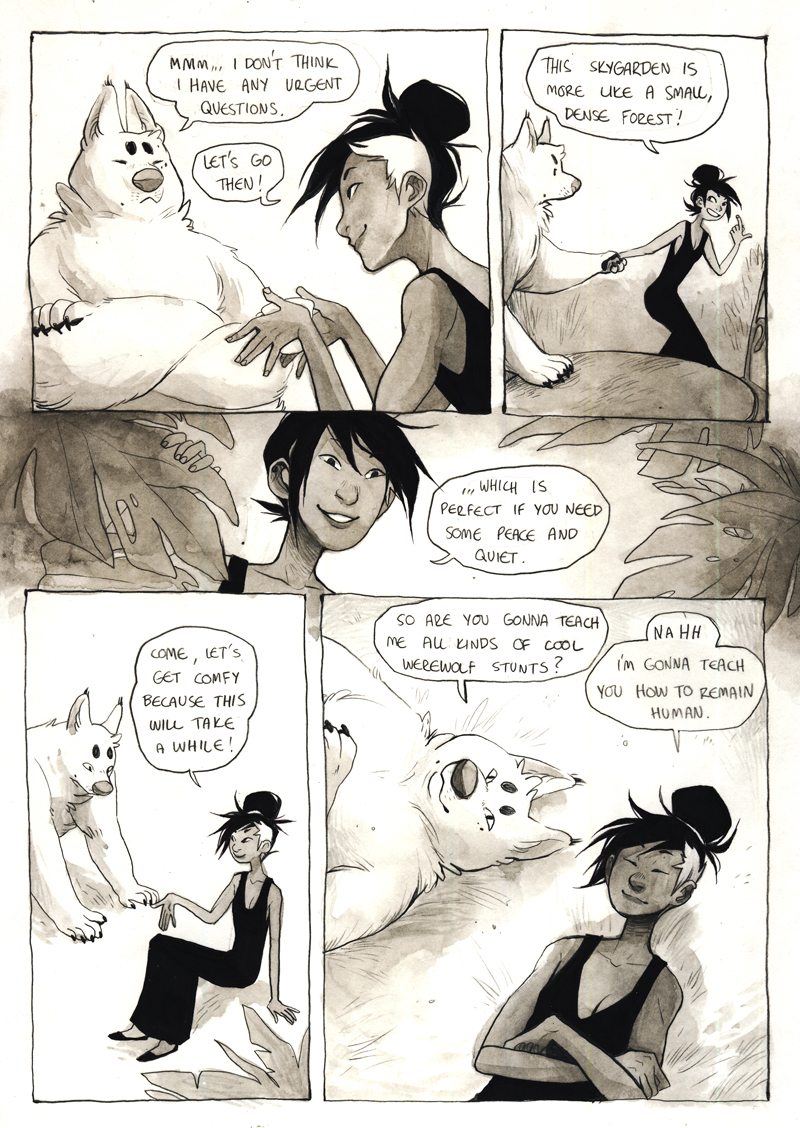 MMM... I DON'T THINK
I HAVE ANY URGENT
QUESTIONS.
LET'S GO
THEN!
THIS SKYGARDEN IS
MORE LIKE A SMALL,
DENSE FOREST!
...WHICH IS
PERFECT IF YOU NEED
SOME PEACE AND
QUIET.
COME, LET'S
GET COMFY
BECAUSE THIS
WILL TAKE
A WHILE!
SO ARE YOU GONNA TEACH
ME ALL KINDS OF COOL
WEREWOLF STUNTS?
NAHH
I'M GONNA TEACH
YOU HOW TO REMAIN
HUMAN.